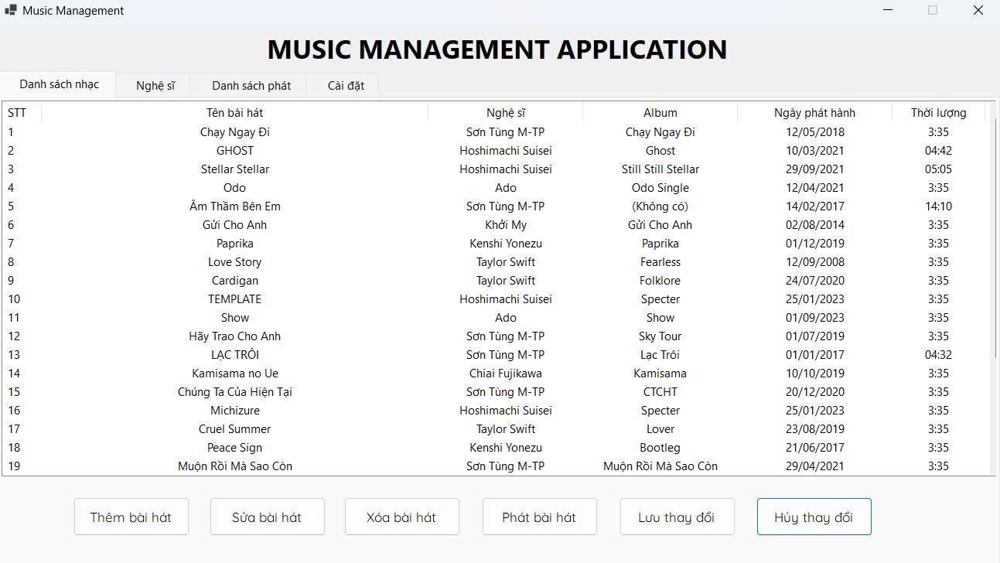 Music Management
MUSIC MANAGEMENT APPLICATION
Danh sách nhạc Nghệ sĩ Danh sách phát Cài đặt
STT Tên bài hát Nghệ sĩ Album Ngày phát hành Thời lượng
1 Chạy Ngay Đi Sơn Tùng M-TP Chạy Ngay Đi 12/05/2018 3:35
2 GHOST Hoshimachi Suisei Ghost 10/03/2021 04:42
3 Stellar Stellar Hoshimachi Suisei Still Still Stellar 29/09/2021 05:05
4 Odo Ado Odo Single 12/04/2021 3:35
5 Âm Thầm Bên Em Sơn Tùng M-TP (Không có) 14/02/2017 14:10
6 Gửi Cho Anh Khởi My Gửi Cho Anh 02/08/2014 3:35
7 Paprika Kenshi Yonezu Paprika 01/12/2019 3:35
8 Love Story Taylor Swift Fearless 12/09/2008 3:35
9 Cardigan Taylor Swift Folklore 24/07/2020 3:35
10 TEMPLATE Hoshimachi Suisei Specter 25/01/2023 3:35
11 Show Ado Show 01/09/2023 3:35
12 Hãy Trao Cho Anh Sơn Tùng M-TP Sky Tour 01/07/2019 3:35
13 LẠC TRÔI Sơn Tùng M-TP Lạc Trôi 01/01/2017 04:32
14 Kamisama no Ue Chiai Fujikawa Kamisama 10/10/2019 3:35
15 Chúng Ta Của Hiện Tại Sơn Tùng M-TP CTCHT 20/12/2020 3:35
16 Michizure Hoshimachi Suisei Specter 25/01/2023 3:35
17 Cruel Summer Taylor Swift Lover 23/08/2019 3:35
18 Peace Sign Kenshi Yonezu Bootleg 21/06/2017 3:35
19 Muộn Rồi Mà Sao Còn Sơn Tùng M-TP Muộn Rồi Mà Sao Còn 29/04/2021 3:35
Thêm bài hát Sửa bài hát Xóa bài hát Phát bài hát Lưu thay đổi Hủy thay đổi